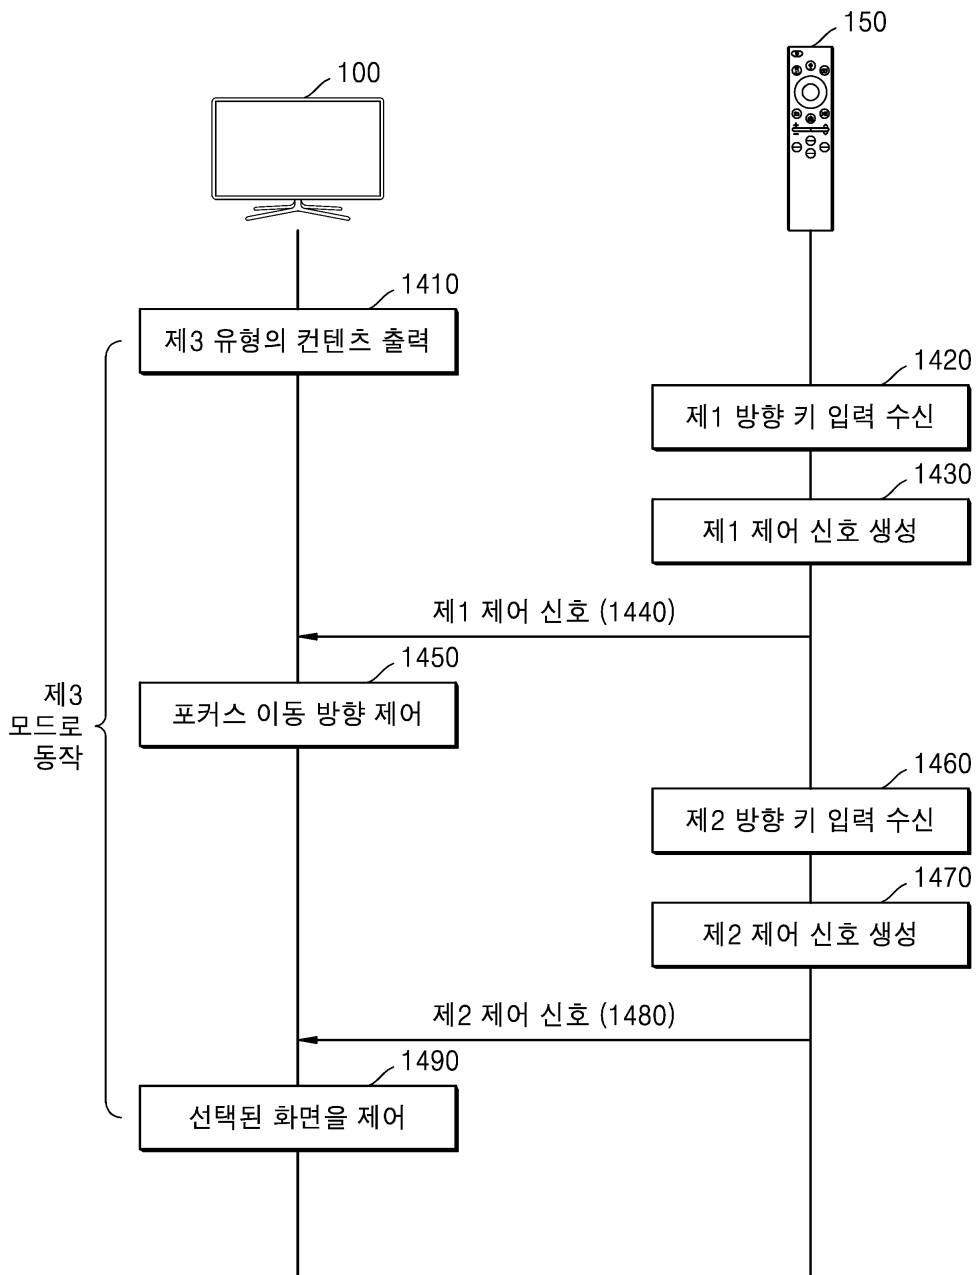 150
100
1410
제3 유형의 컨텐츠 출력
1420
제1 방향 키 입력 수신
1430
제1 제어 신호 생성
제1 제어 신호 (1440)
1450
포커스 이동 방향 제어
제3
모드로
동작
1460
제2 방향 키 입력 수신
1470
제2 제어 신호 생성
제2 제어 신호 (1480)
1490
선택된 화면을 제어